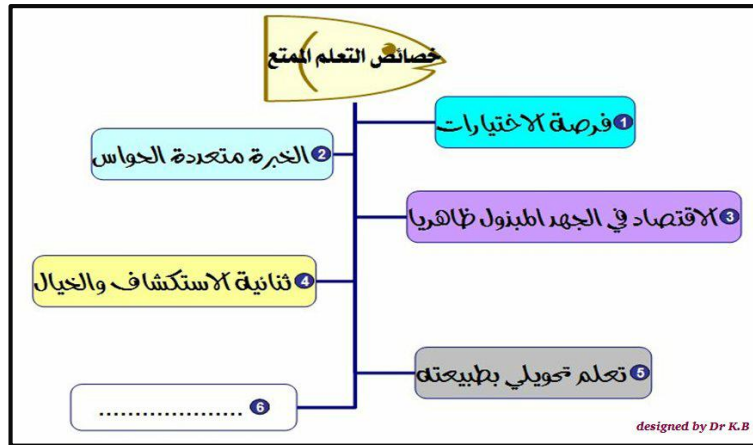 خصائص التعلم الممتع
1 فرصة الاختيارات
2 الخبرة متعددة الحواس
3 الاقتصاد في الجهد المبذول ظاهريا
4 ثنائية الاستكشاف والخيال
5 تعلم تحويلي بطبيعته
6 ....................
designed by Dr K.B